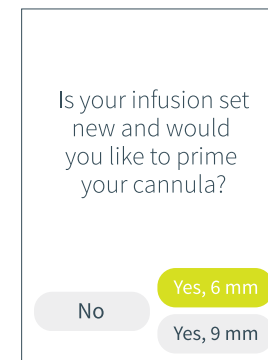 Is your infusion set
new and would
you like to prime
your cannula?
Yes, 6 mm
No
Yes, 9 mm